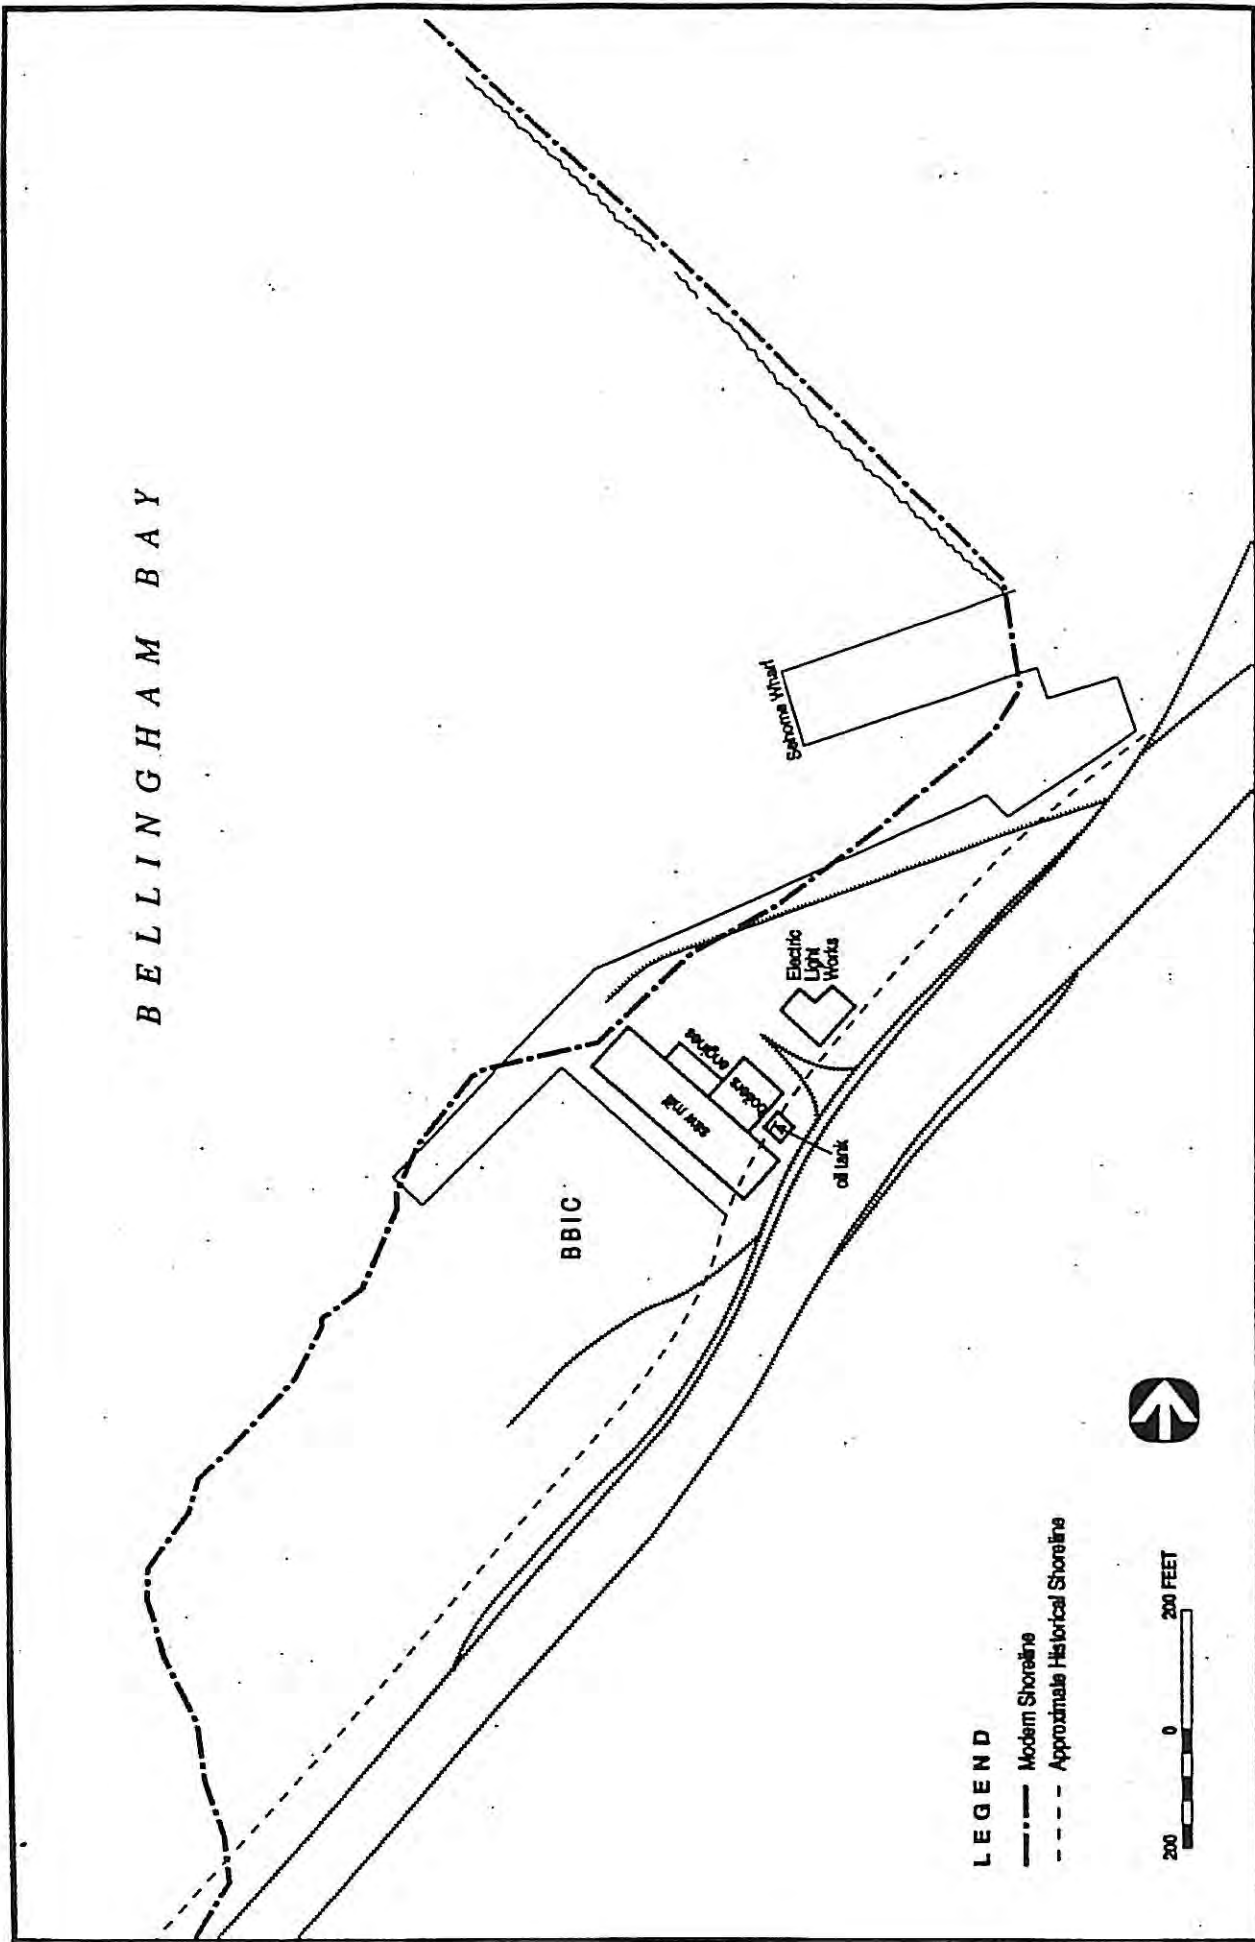 BELLINGHAM BAY
Sehome Wharf
Electric
Light
Works
engines
boilers
saw mill
oil tank
BBIC
LEGEND
Modern Shoreline
Approximate Historical Shoreline
200 0 200 FEET